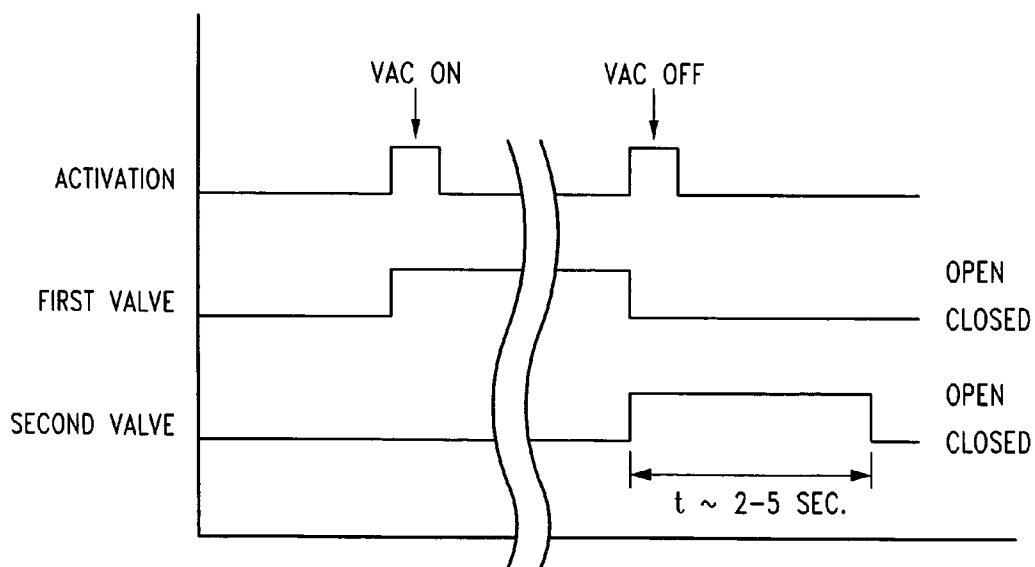 VAC ON
VAC OFF
ACTIVATION
FIRST VALVE
OPEN
CLOSED
SECOND VALVE
OPEN
CLOSED
t ~ 2-5 SEC.